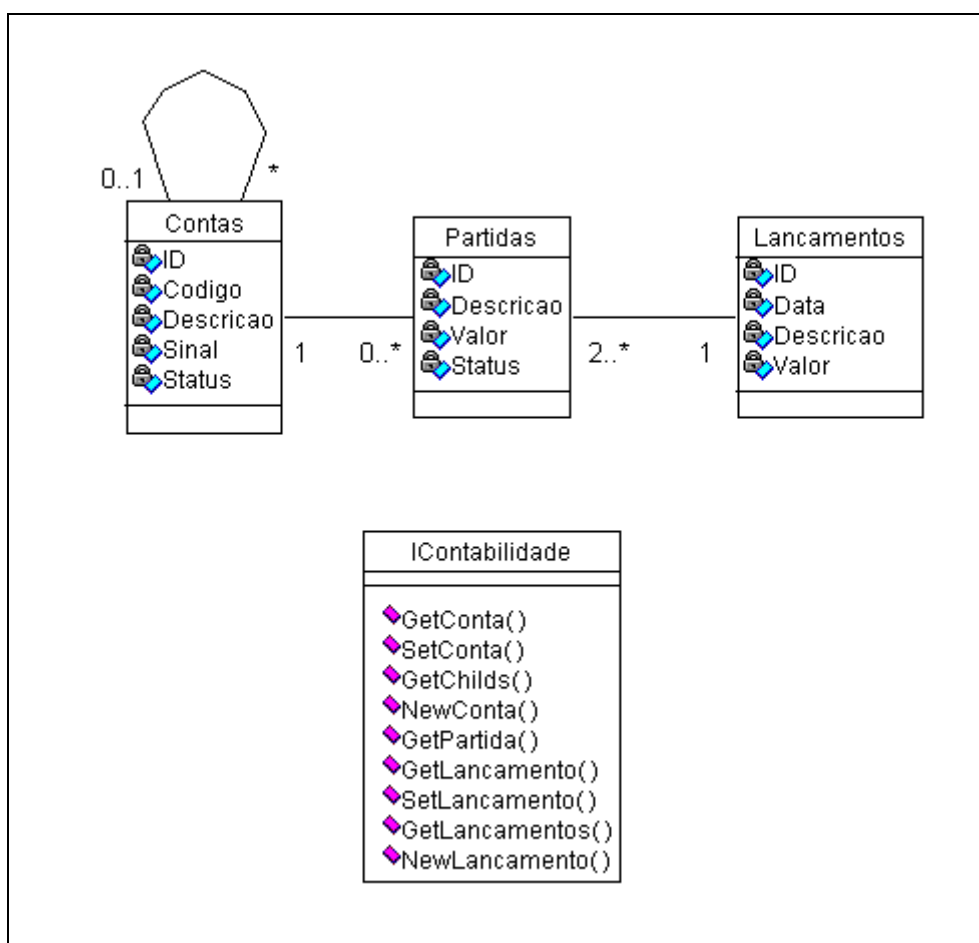 0..1
*
Contas
ID
Codigo
Descricao
Sinal
Status
1
0..*
Partidas
ID
Descricao
Valor
Status
2..*
1
Lancamentos
ID
Data
Descricao
Valor
IContabilidade
GetConta()
SetConta()
GetChilds()
NewConta()
GetPartida()
GetLancamento()
SetLancamento()
GetLancamentos()
NewLancamento()